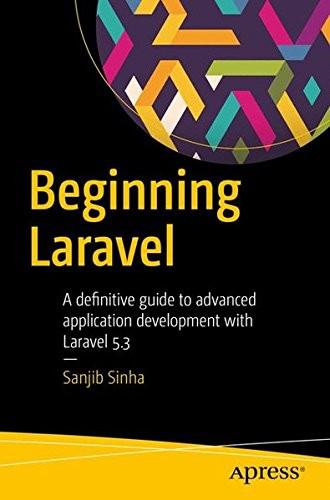 Beginning
Laravel
A definitive guide to advanced
application development with
Laravel 5.3
—
Sanjib Sinha
Apress®